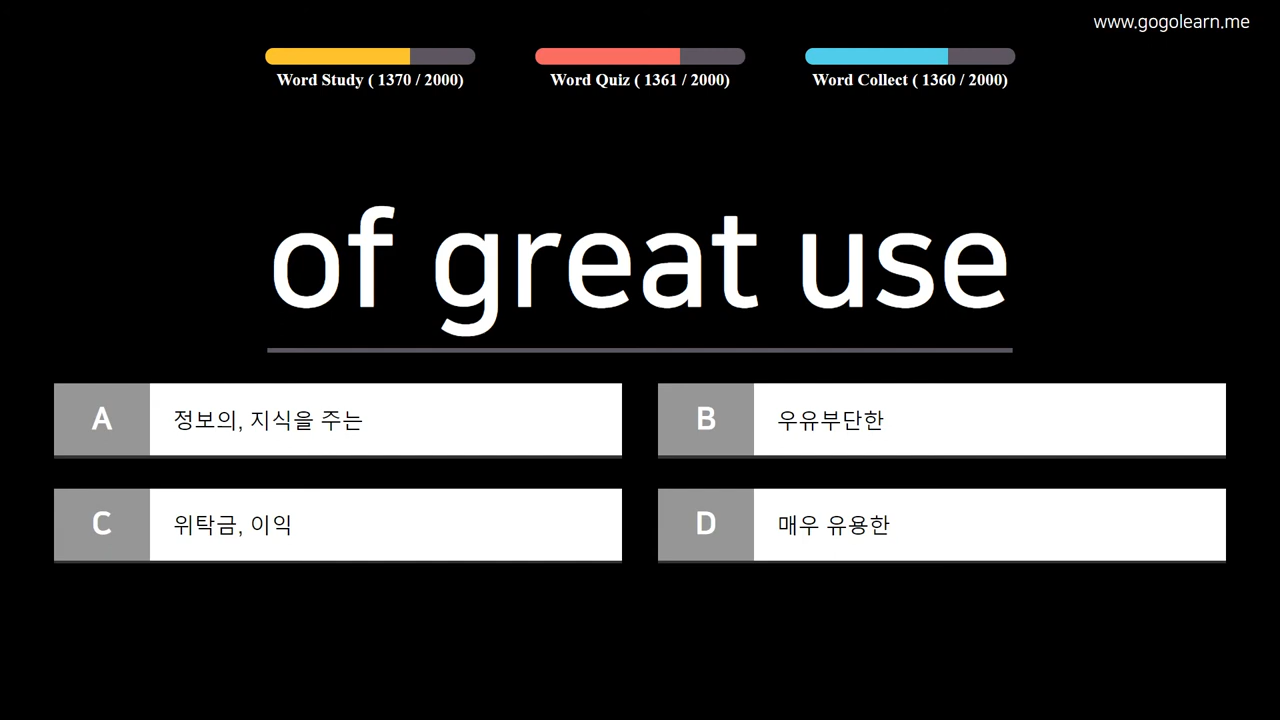 www.gogolearn.me
Word Study ( 1370 / 2000)
Word Quiz ( 1361 / 2000)
Word Collect ( 1360 / 2000)
of great use
A 정보의, 지식을 주는
B 우유부단한
C 위탁금, 이익
D 매우 유용한